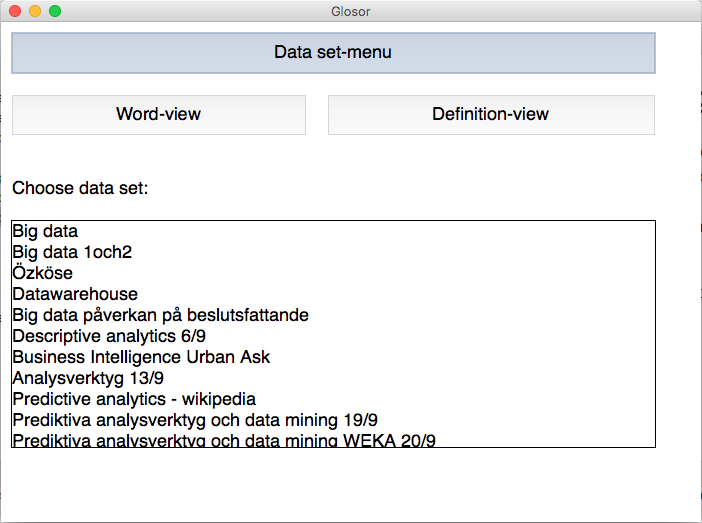 Glosor
Data set-menu
Word-view
Definition-view
Choose data set:
Big data
Big data 1och2
Özköse
Datawarehouse
Big data påverkan på beslutsfattande
Descriptive analytics 6/9
Business Intelligence Urban Ask
Analysverktyg 13/9
Predictive analytics - wikipedia
Prediktiva analysverktyg och data mining 19/9
Prediktiva analysverktyg och data mining WEKA 20/9